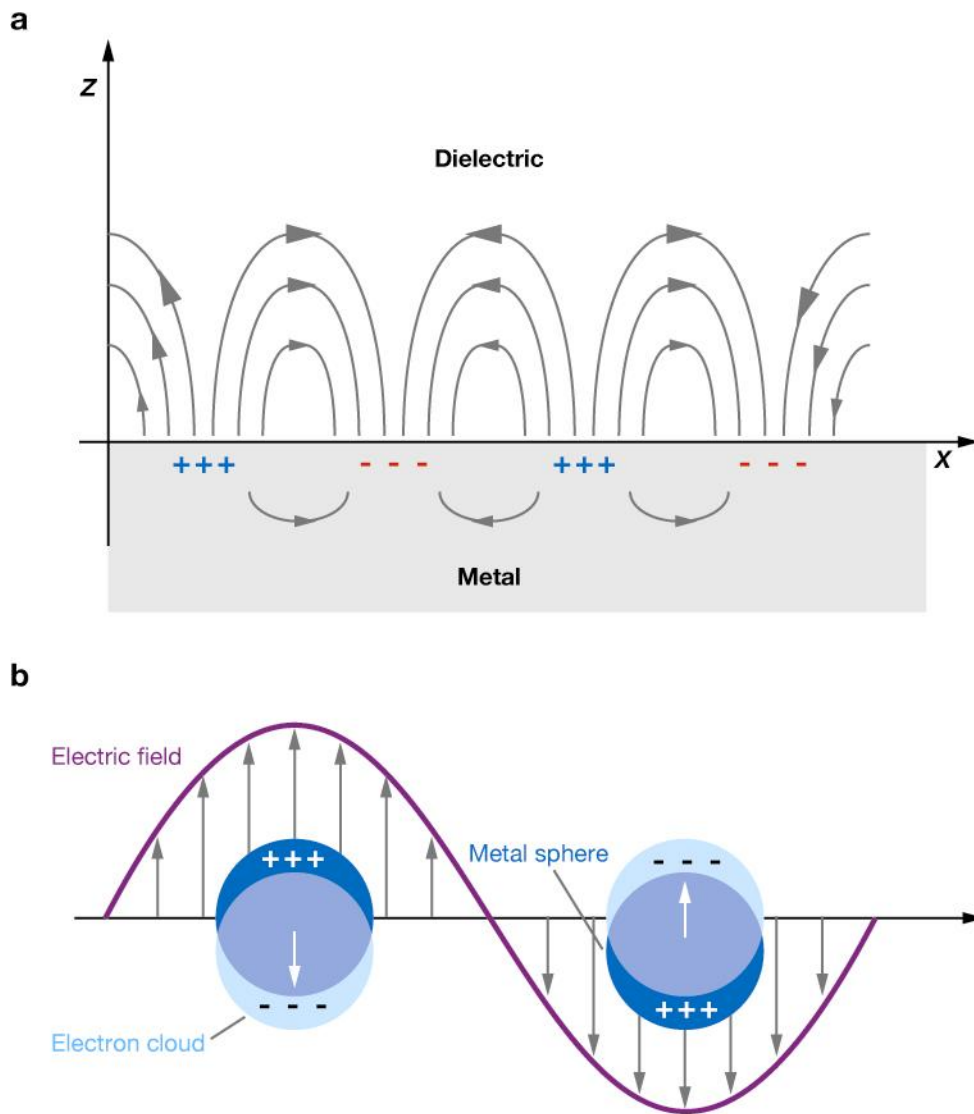 a
Z
Dielectric
+++ - - - +++ - - -
X
Metal
b
Electric field
+++
Metal sphere
- - -
- - -
+++
Electron cloud